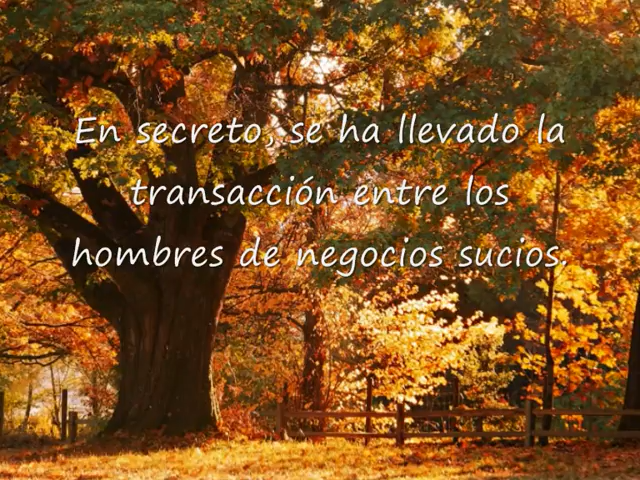 En secreto, se ha llevado la
transacción entre los
hombres de negocios sucios.